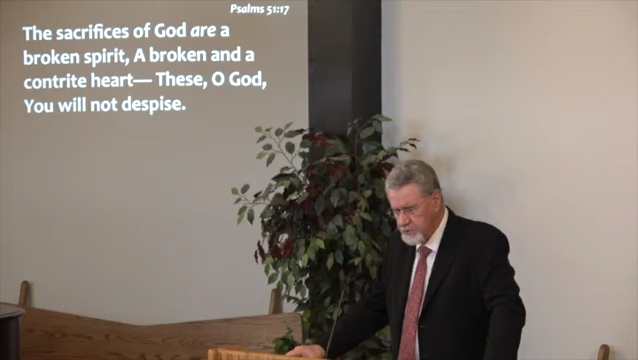 Psalms 51:17
The sacrifices of God are a
broken spirit, A broken and a
contrite heart— These, O God,
You will not despise.